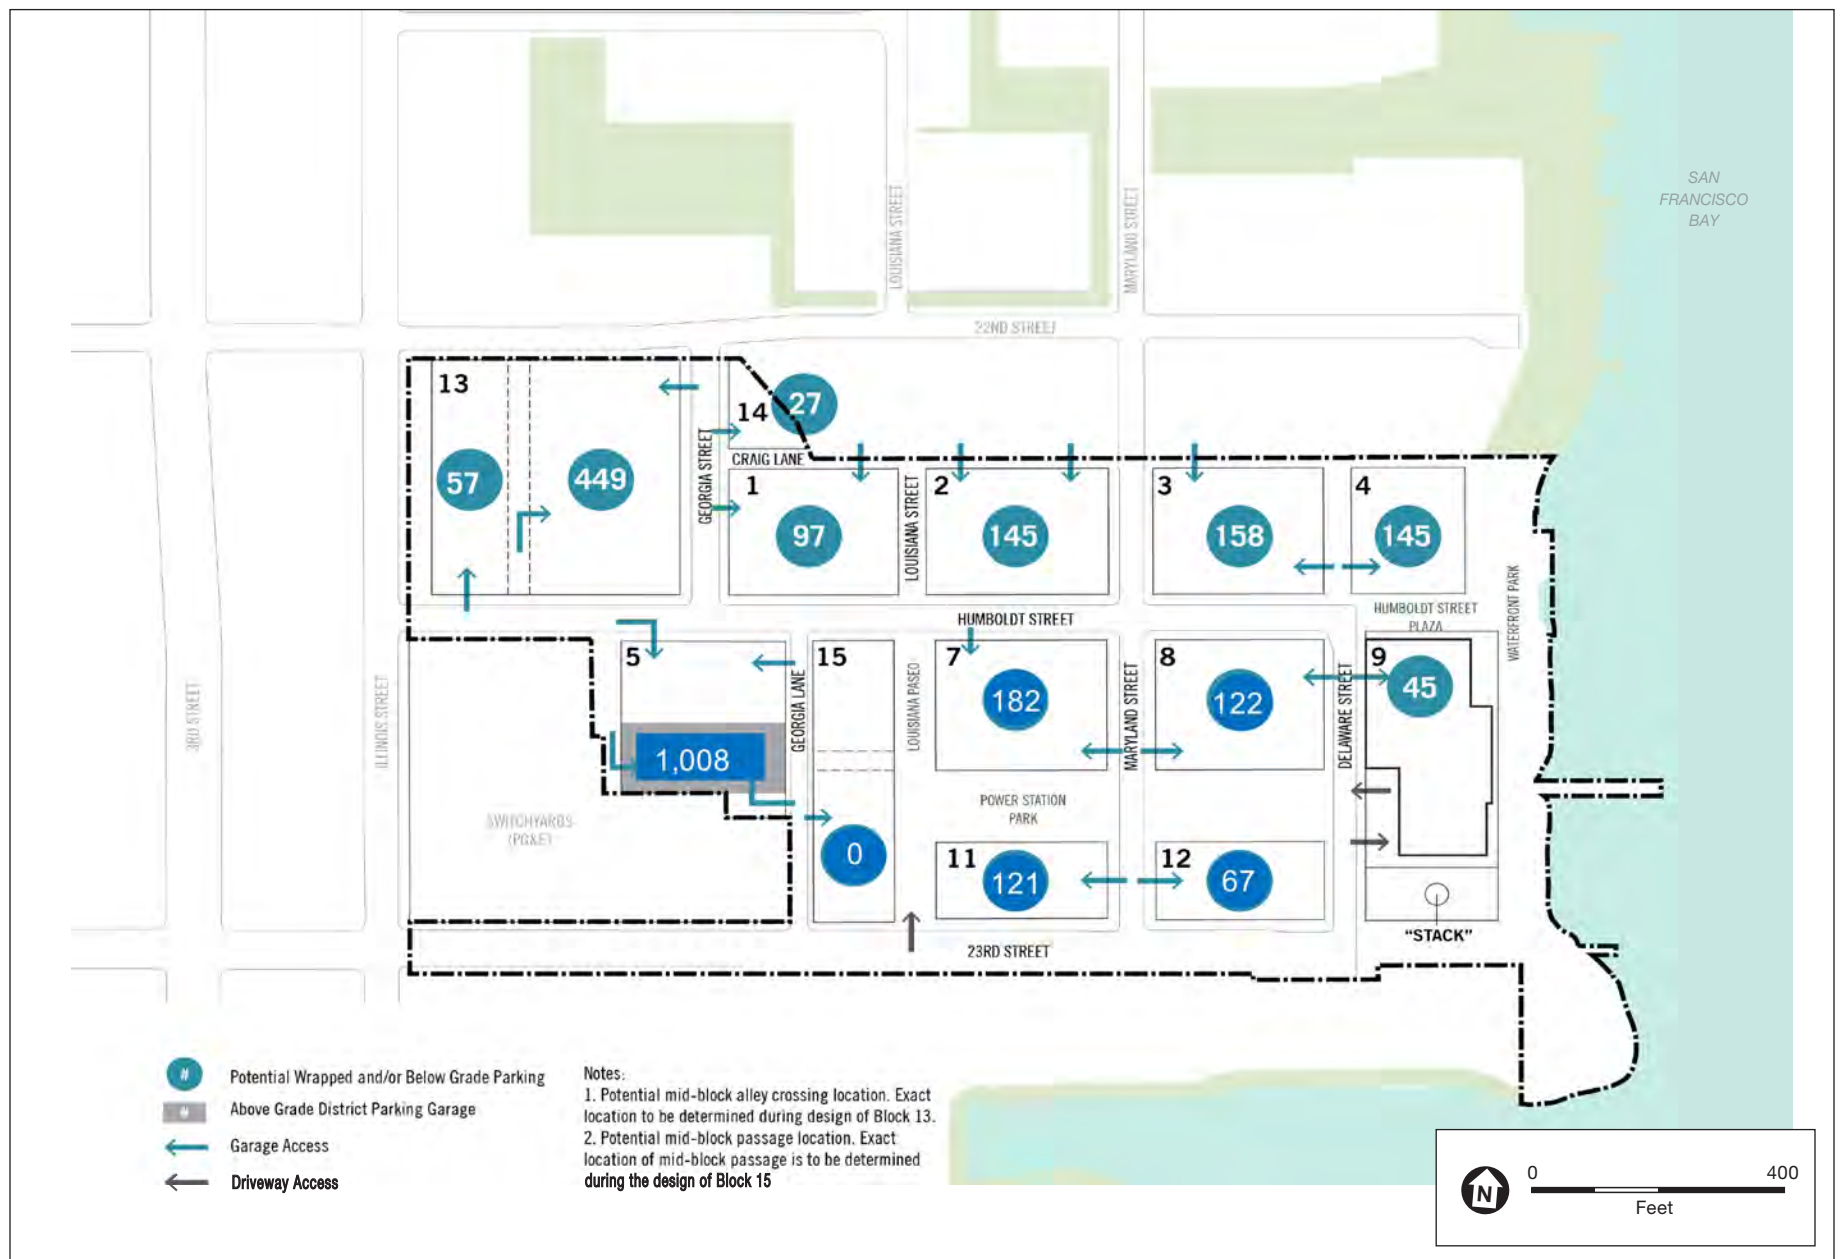 SAN
FRANCISCO
BAY
LOUISIANA STREET
MARYLAND STREET
22ND STREET
13
57
449
14
27
CRAIG LANE
GEORGIA STREET
1
97
LOUISIANA STREET
2
145
3
158
4
145
HUMBOLDT STREET
HUMBOLDT STREET
PLAZA
WATERFRONT PARK
3RD STREET
ILLINOIS STREET
5
1,008
GEORGIA LANE
15
0
LOUISIANA PASEO
7
182
MARYLAND STREET
8
122
DELAWARE STREET
9
45
SWITCHYARDS
(PG&E)
POWER STATION
PARK
11
121
12
67
"STACK"
23RD STREET
# Potential Wrapped and/or Below Grade Parking
# Above Grade District Parking Garage
Garage Access
Driveway Access
Notes:
1. Potential mid-block alley crossing location. Exact
location to be determined during design of Block 13.
2. Potential mid-block passage location. Exact
location of mid-block passage is to be determined
during the design of Block 15
N
0 400
Feet